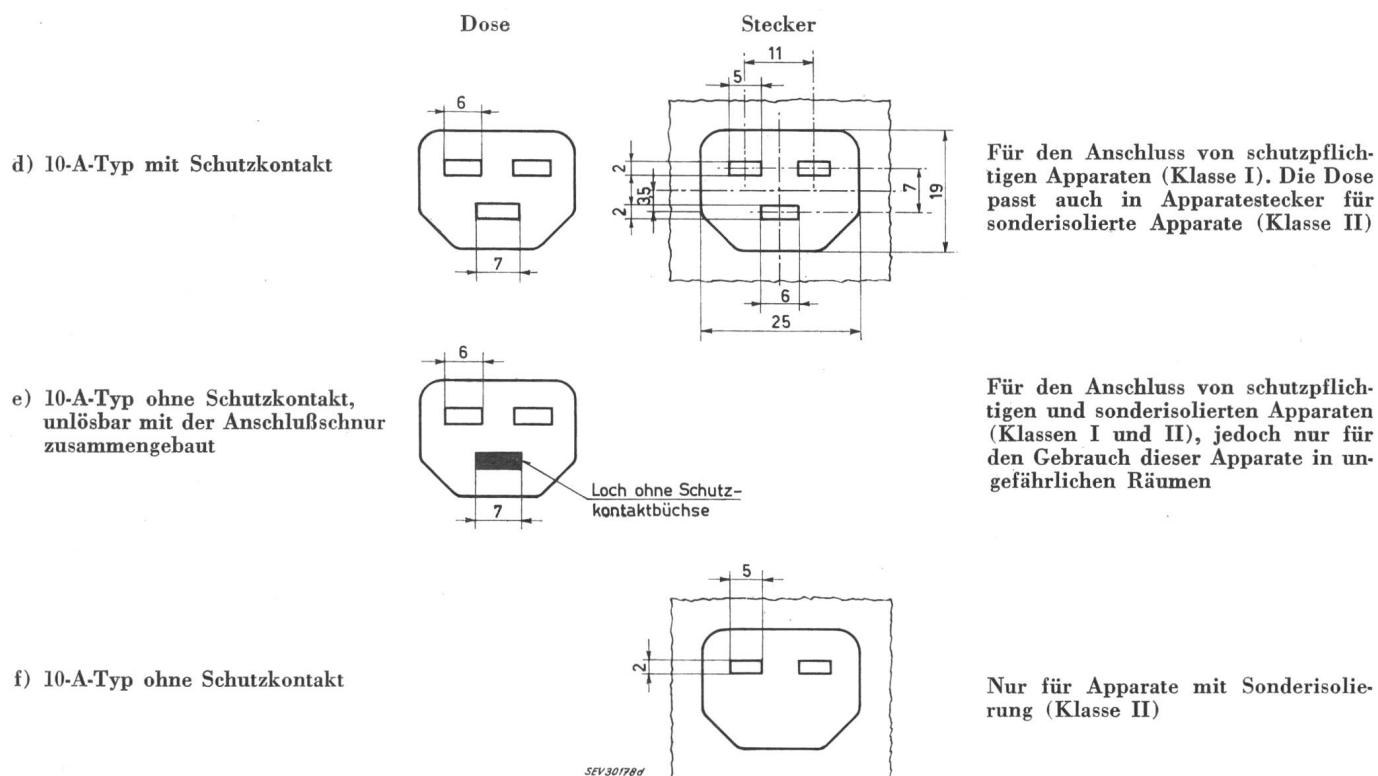 Dose
Stecker
d) 10-A-Typ mit Schutzkontakt
6
7
11
5
2
3,5
2
7
19
6
25
Für den Anschluss von schutzpflich-
tigen Apparaten (Klasse I). Die Dose
passt auch in Apparatestecker für
sonderisolierte Apparate (Klasse II)
e) 10-A-Typ ohne Schutzkontakt,
unlösbar mit der Anschlußschnur
zusammengebaut
6
7
Loch ohne Schutz-
kontaktbüchse
Für den Anschluss von schutzpflich-
tigen und sonderisolierten Apparaten
(Klassen I und II), jedoch nur für
den Gebrauch dieser Apparate in un-
gefährlichen Räumen
f) 10-A-Typ ohne Schutzkontakt
5
2
Nur für Apparate mit Sonderisolie-
rung (Klasse II)
SEV30178d